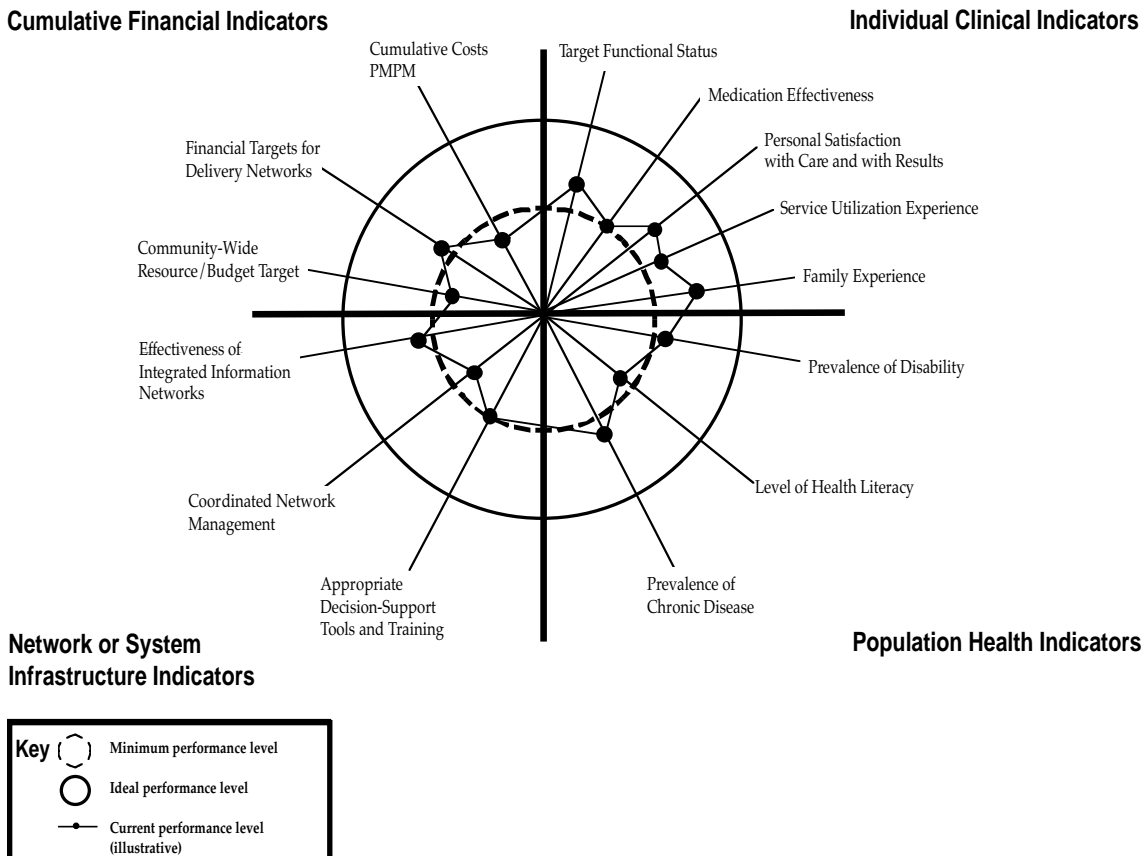 Cumulative Financial Indicators
Individual Clinical Indicators
Cumulative Costs
PMPM
Target Functional Status
Medication Effectiveness
Financial Targets for
Delivery Networks
Personal Satisfaction
with Care and with Results
Service Utilization Experience
Community-Wide
Resource/Budget Target
Family Experience
Effectiveness of
Integrated Information
Networks
Prevalence of Disability
Coordinated Network
Management
Level of Health Literacy
Appropriate
Decision-Support
Tools and Training
Prevalence of
Chronic Disease
Network or System
Infrastructure Indicators
Population Health Indicators
Key
Minimum performance level
Ideal performance level
Current performance level
(illustrative)